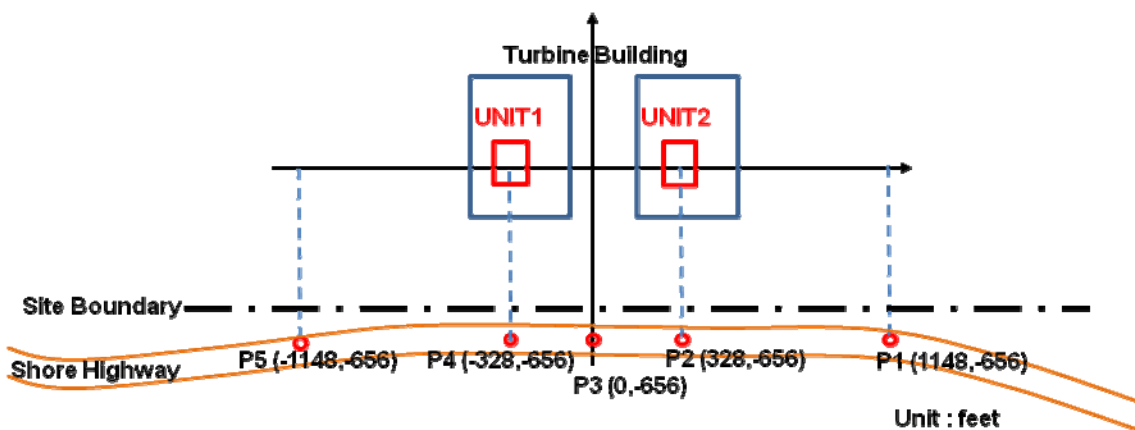 Turbine Building
UNIT1
UNIT2
Site Boundary
P5 (-1148,-656)
P4 (-328,-656)
P2 (328,-656)
P1 (1148,-656)
Shore Highway
P3 (0,-656)
Unit : feet